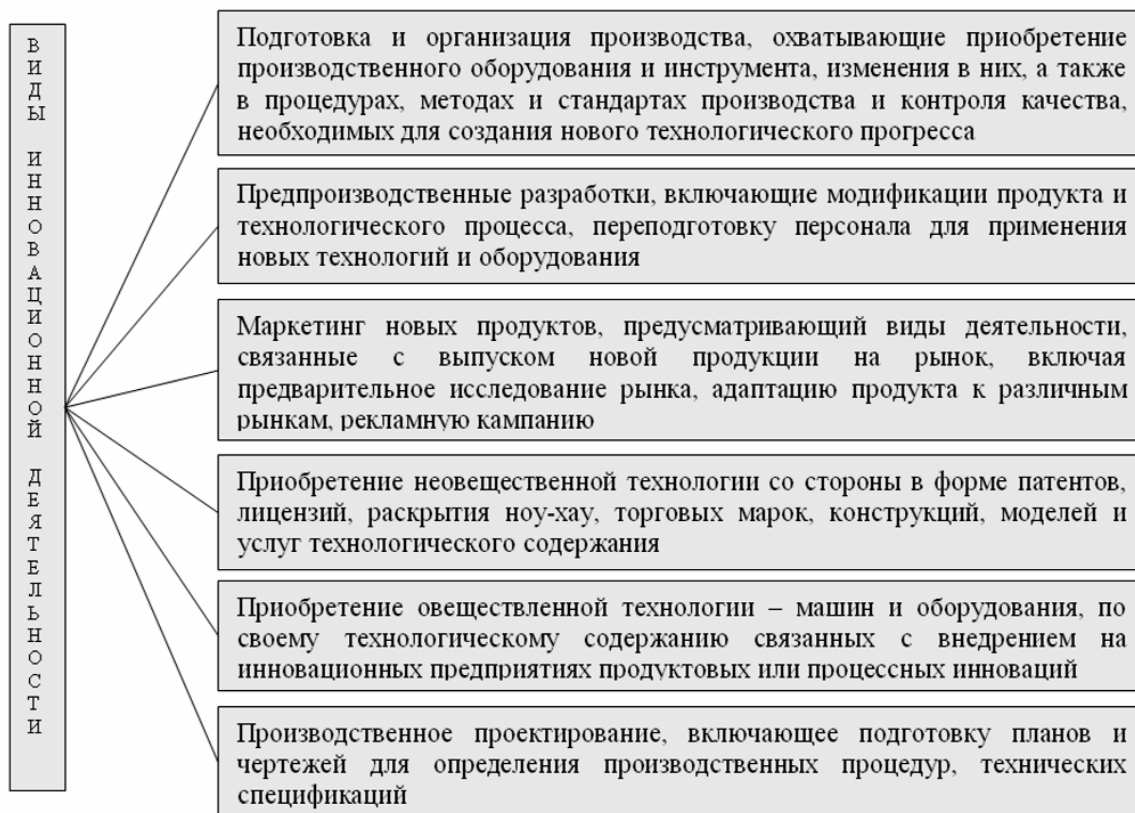 ВИДЫ ИННОВАЦИОННОЙ ДЕЯТЕЛЬНОСТИ
Подготовка и организация производства, охватывающие приобретение
производственного оборудования и инструмента, изменения в них, а также
в процедурах, методах и стандартах производства и контроля качества,
необходимых для создания нового технологического прогресса
Предпроизводственные разработки, включающие модификации продукта и
технологического процесса, переподготовку персонала для применения
новых технологий и оборудования
Маркетинг новых продуктов, предусматривающий виды деятельности,
связанные с выпуском новой продукции на рынок, включая
предварительное исследование рынка, адаптацию продукта к различным
рынкам, рекламную кампанию
Приобретение неовещественной технологии со стороны в форме патентов,
лицензий, раскрытия ноу-хау, торговых марок, конструкций, моделей и
услуг технологического содержания
Приобретение овеществленной технологии – машин и оборудования, по
своему технологическому содержанию связанных с внедрением на
инновационных предприятиях продуктовых или процессных инноваций
Производственное проектирование, включающее подготовку планов и
чертежей для определения производственных процедур, технических
спецификаций